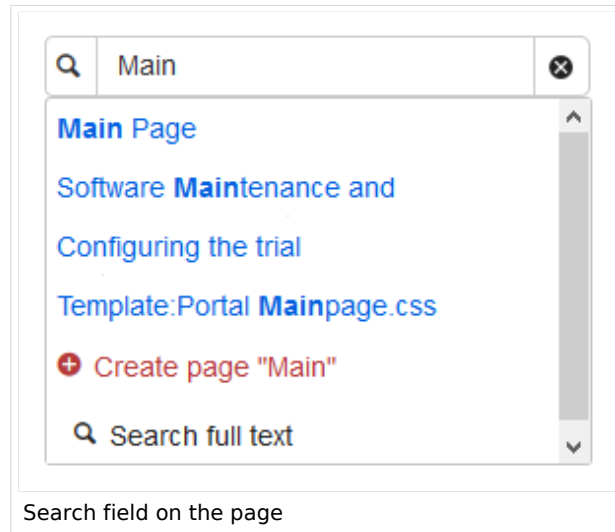 Main
Main Page
Software Maintenance and
Configuring the trial
Template:Portal Mainpage.css
Create page "Main"
Search full text
Search field on the page